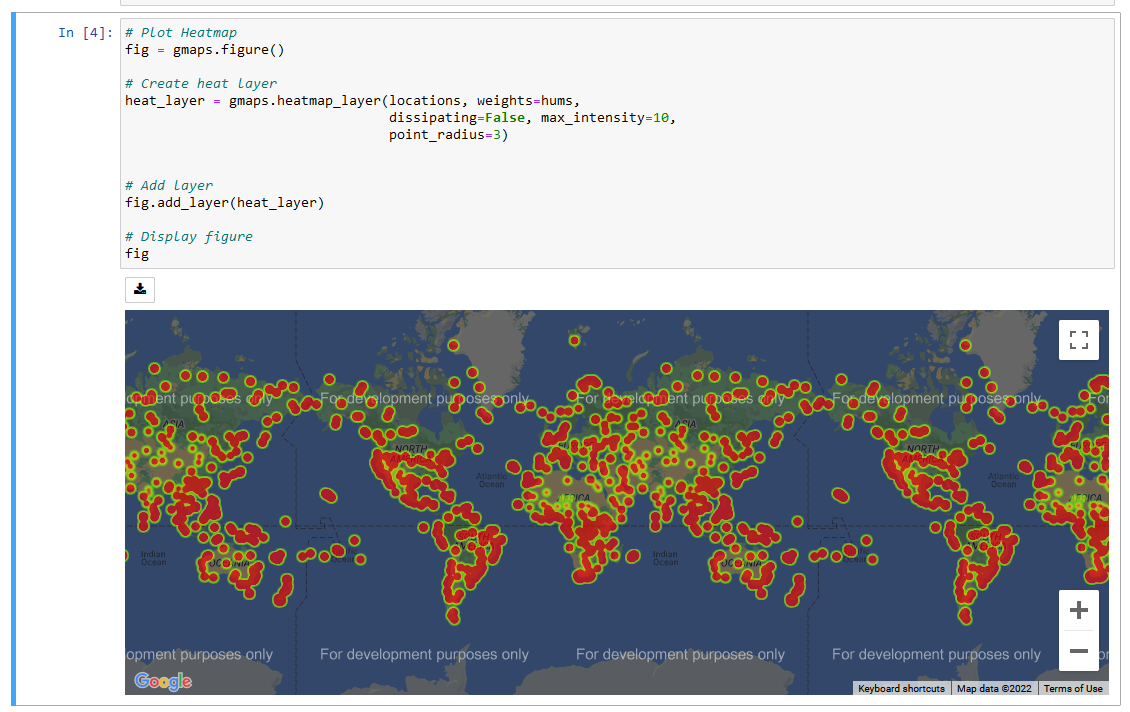 In [4]:
# Plot Heatmap
fig = gmaps.figure()
# Create heat layer
heat_layer = gmaps.heatmap_layer(locations, weights=hums,
dissipating=False, max_intensity=10,
point_radius=3)
# Add layer
fig.add_layer(heat_layer)
# Display figure
fig
opment purposes only
For development purposes only
For development purposes only
For development purposes only
For
ASIA
ASIA
NORTH
NORTH
Atlantic
Ocean
Atlantic
Ocean
Indian
Ocean
OCEANIA
Indian
Ocean
OCEANIA
opment purposes only
For development purposes only
For development purposes only
For development purposes only
Google
Keyboard shortcuts
Map data ©2022
Terms of Use